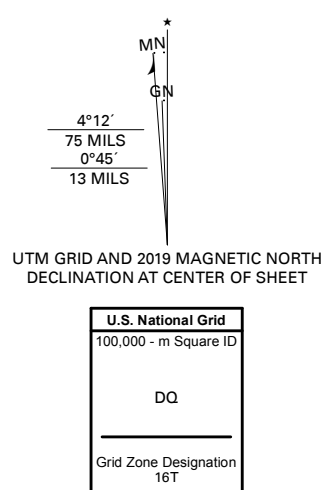 MN
GN
4°12´
75 MILS
0°45´
13 MILS
UTM GRID AND 2019 MAGNETIC NORTH
DECLINATION AT CENTER OF SHEET
U.S. National Grid
100,000 - m Square ID
DQ
Grid Zone Designation
16T